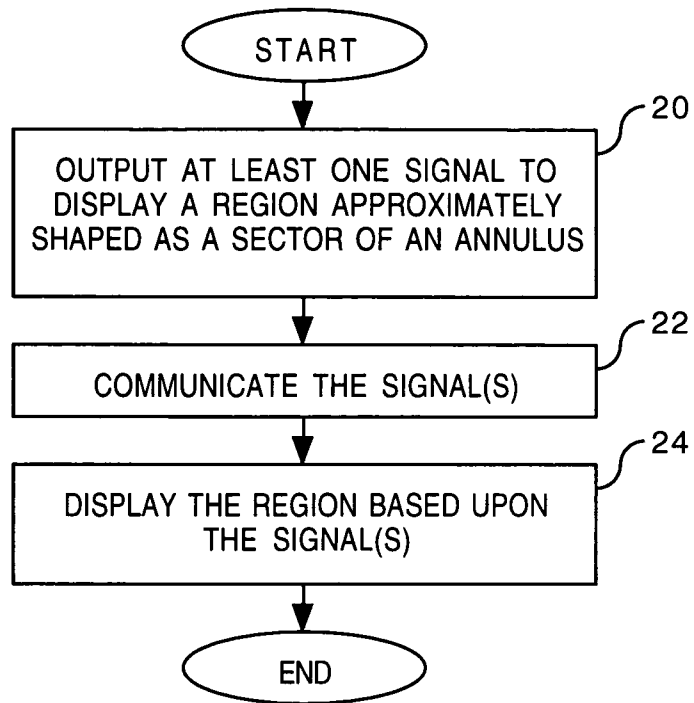 START
20
OUTPUT AT LEAST ONE SIGNAL TO
DISPLAY A REGION APPROXIMATELY
SHAPED AS A SECTOR OF AN ANNULUS
22
COMMUNICATE THE SIGNAL(S)
24
DISPLAY THE REGION BASED UPON
THE SIGNAL(S)
END